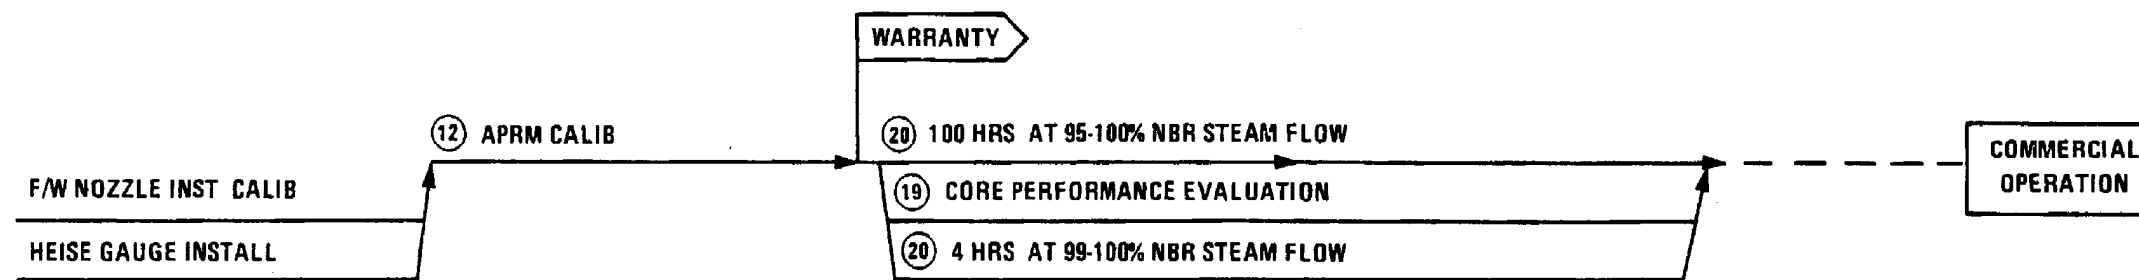 WARRANTY
12 APRM CALIB
20 100 HRS AT 95-100% NBR STEAM FLOW
COMMERCIAL
OPERATION
F/W NOZZLE INST CALIB
19 CORE PERFORMANCE EVALUATION
HEISE GAUGE INSTALL
20 4 HRS AT 99-100% NBR STEAM FLOW